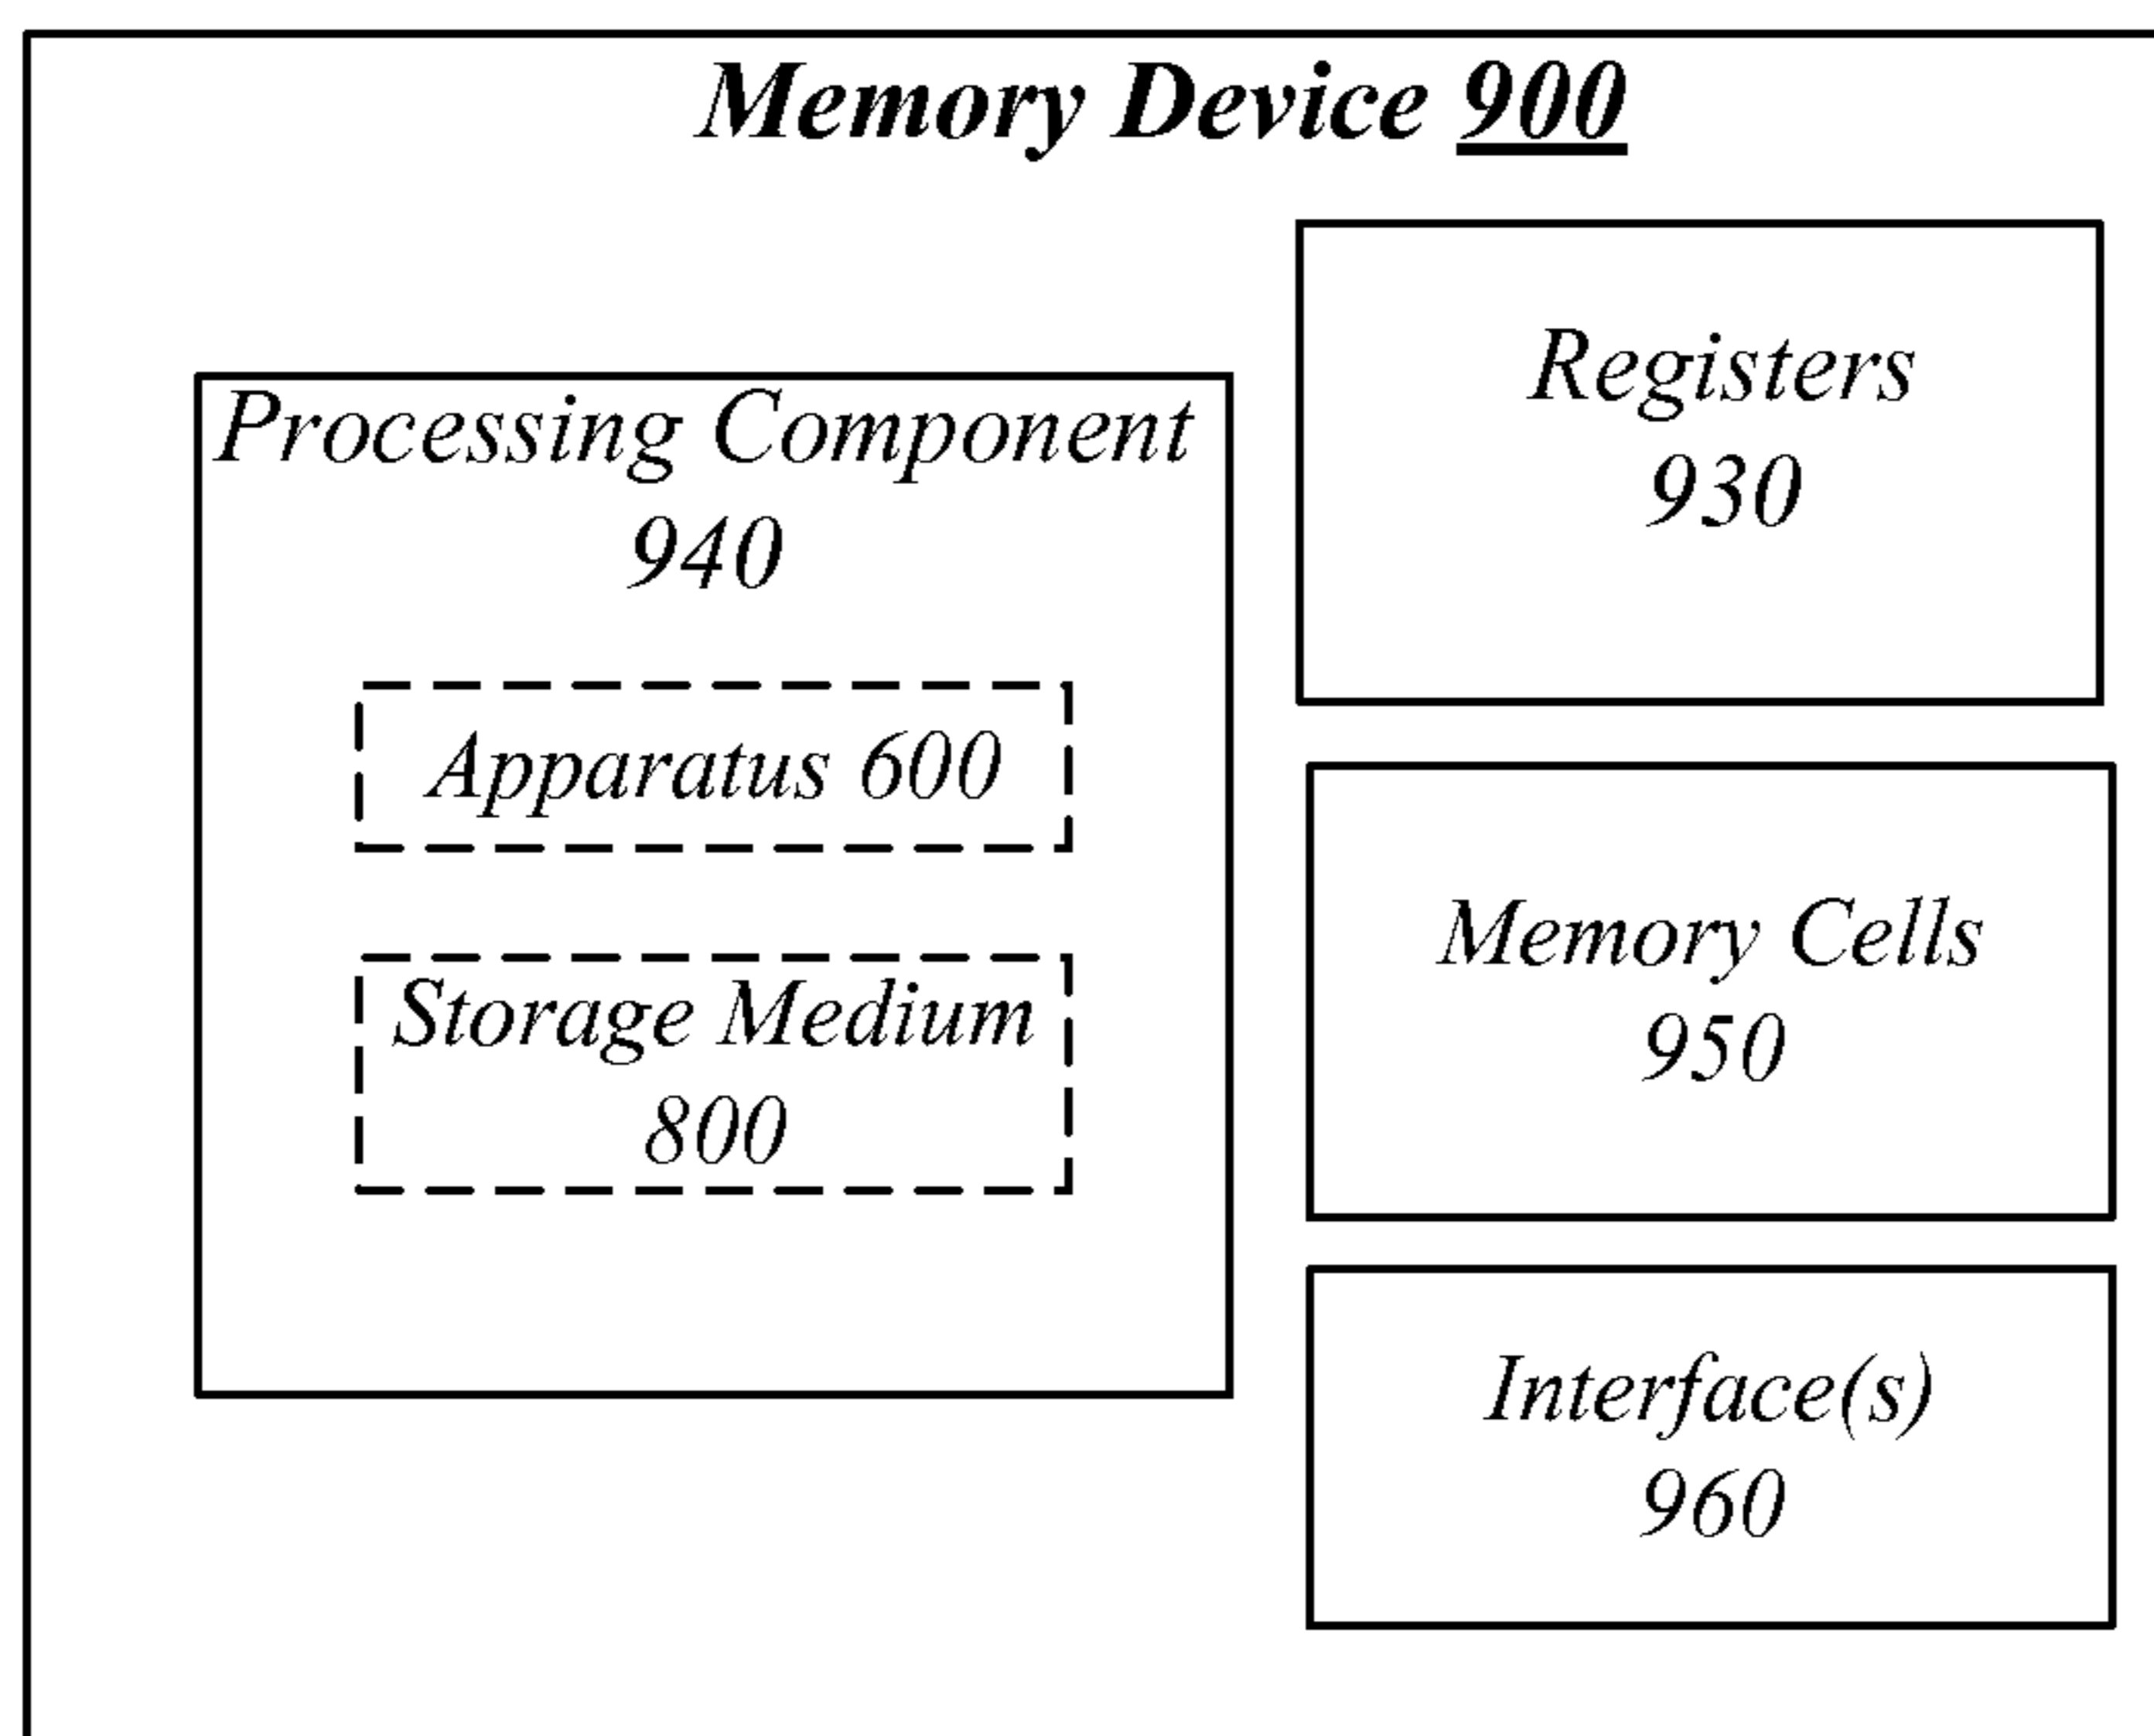 Memory Device 900
Processing Component
940
Apparatus 600
Storage Medium
800
Registers
930
Memory Cells
950
Interface(s)
960